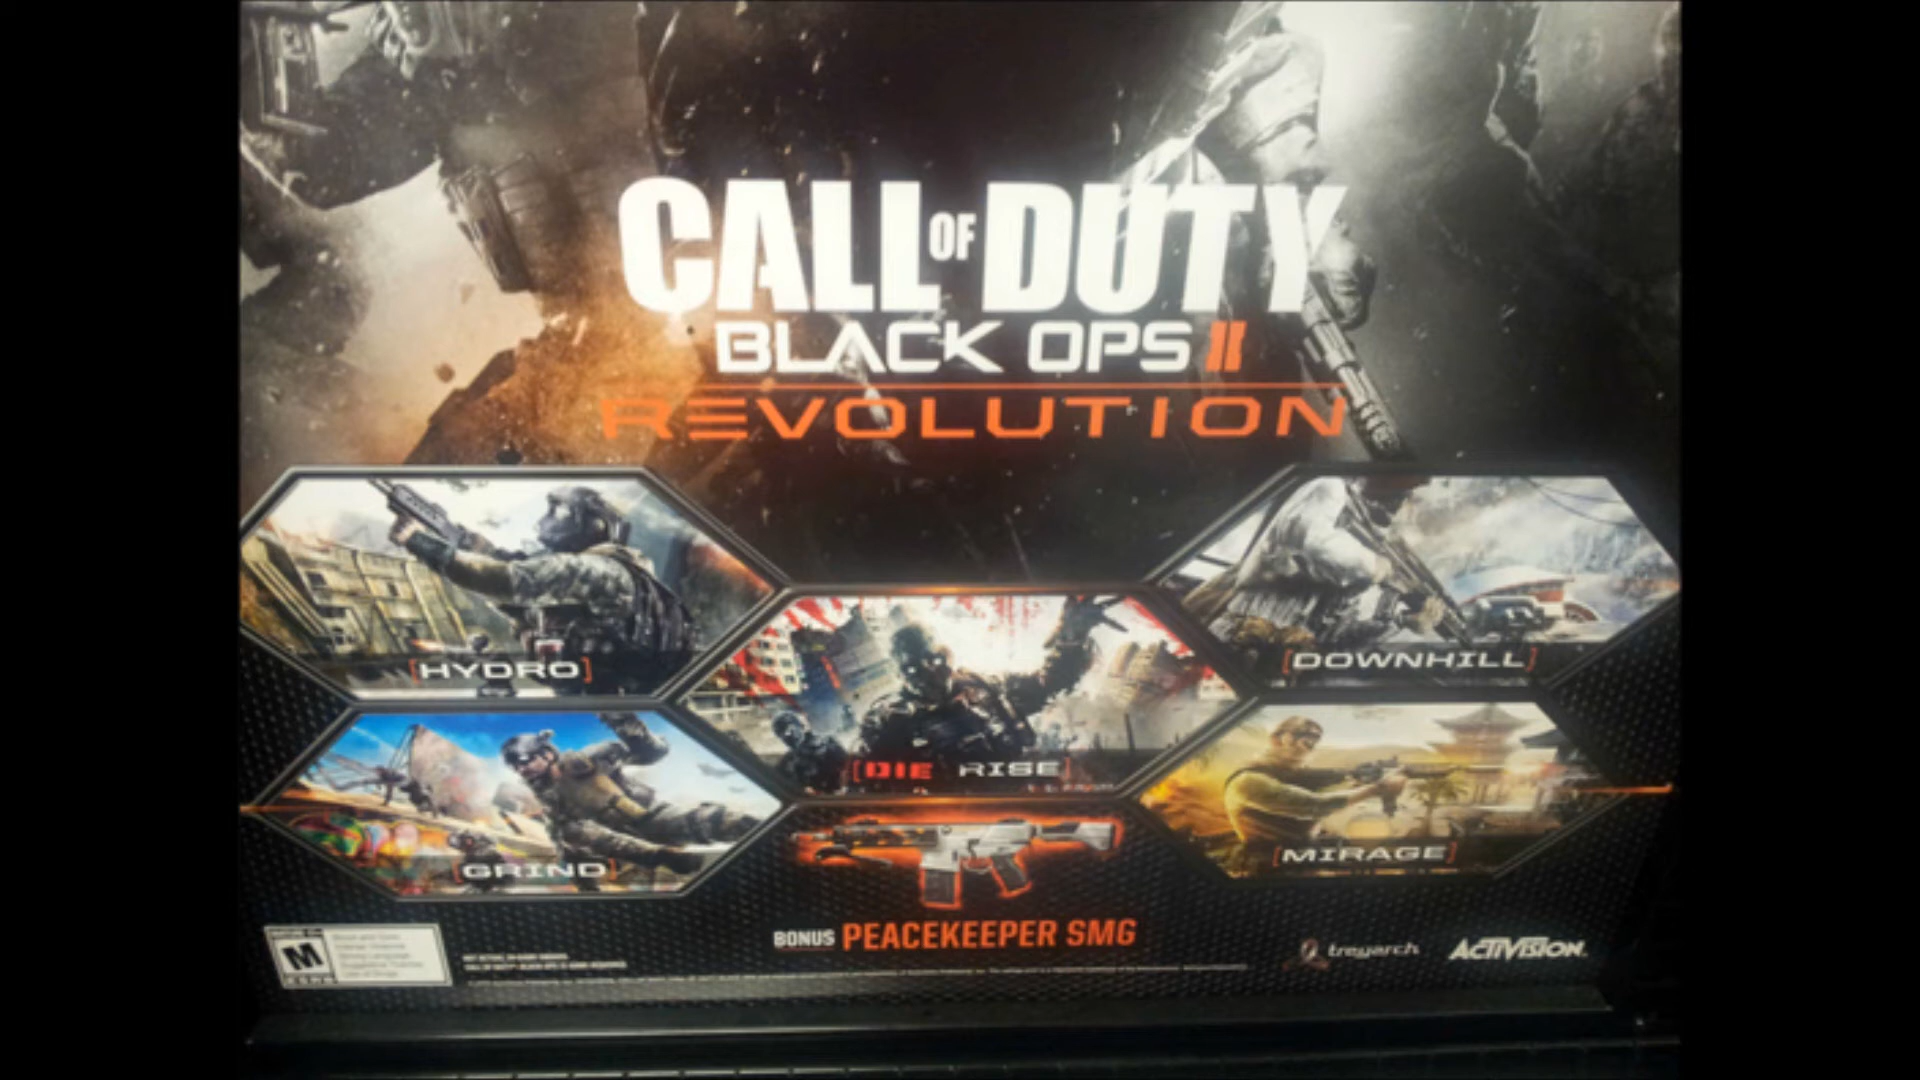 CALL OF DUTY
BLACK OPS II
REVOLUTION
[HYDRO]
[DOWNHILL]
[DIE RISE]
[GRIND]
[MIRAGE]
BONUS PEACEKEEPER SMG
M
treyarch
ACTIVISION